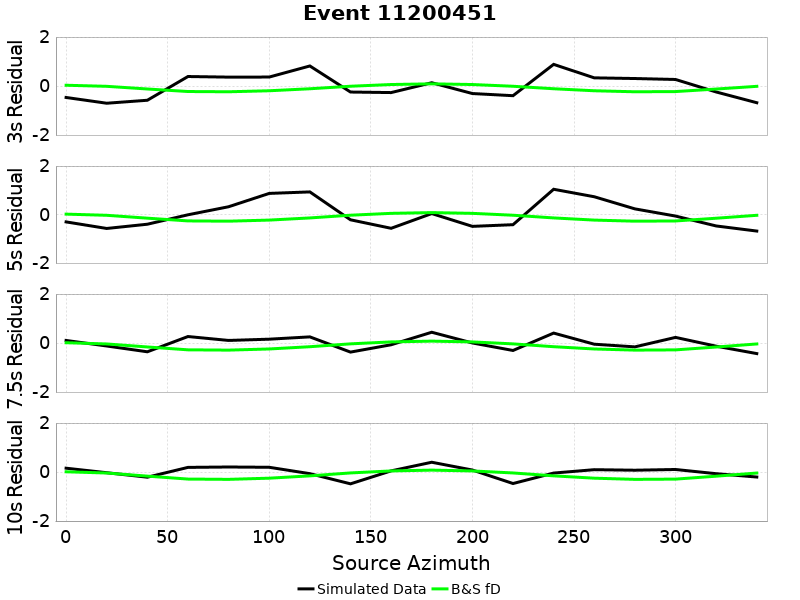 Event 11200451
2
0
-2
3s Residual
2
0
-2
5s Residual
2
0
-2
7.5s Residual
2
0
-2
10s Residual
0 50 100 150 200 250 300
Source Azimuth
Simulated Data B&S fD